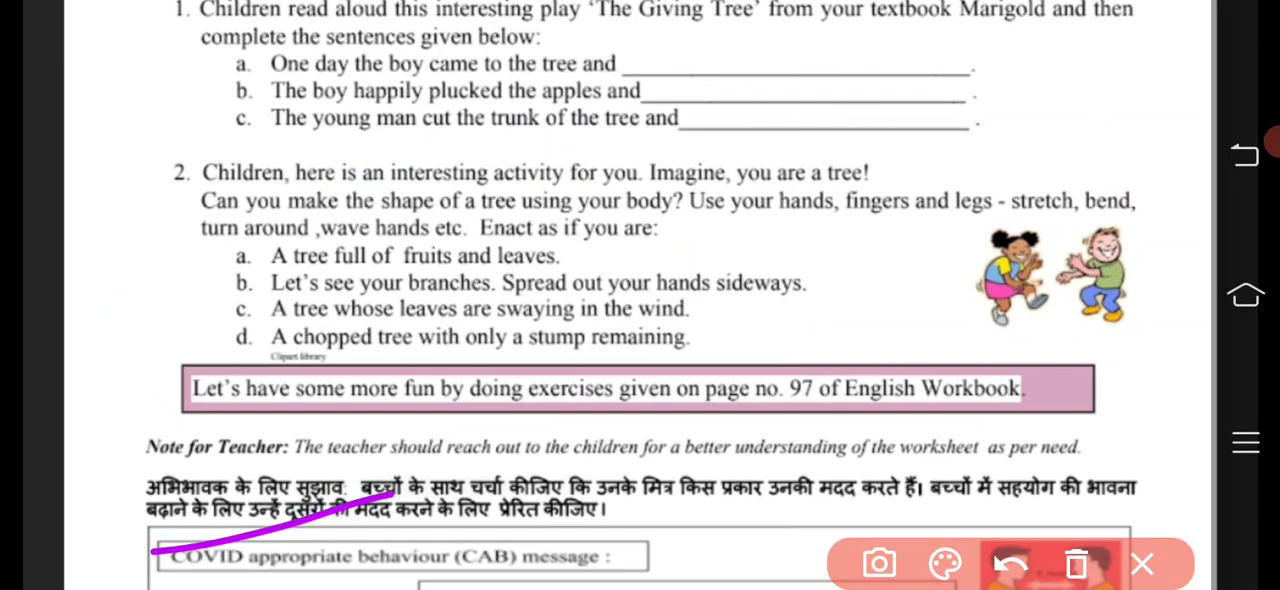 1. Children read aloud this interesting play ‘The Giving Tree’ from your textbook Marigold and then
complete the sentences given below:
a. One day the boy came to the tree and ____________________.
b. The boy happily plucked the apples and____________________ .
c. The young man cut the trunk of the tree and____________________ .
2. Children, here is an interesting activity for you. Imagine, you are a tree!
Can you make the shape of a tree using your body? Use your hands, fingers and legs - stretch, bend,
turn around ,wave hands etc. Enact as if you are:
a. A tree full of fruits and leaves.
b. Let’s see your branches. Spread out your hands sideways.
c. A tree whose leaves are swaying in the wind.
d. A chopped tree with only a stump remaining.
Clipart library
Let’s have some more fun by doing exercises given on page no. 97 of English Workbook.
Note for Teacher: The teacher should reach out to the children for a better understanding of the worksheet as per need.
अभिभावक के लिए सुझाव: बच्चों के साथ चर्चा कीजिए कि उनके मित्र किस प्रकार उनकी मदद करते हैं। बच्चों में सहयोग की भावना
बढ़ाने के लिए उन्हें दूसरों की मदद करने के लिए प्रेरित कीजिए।
COVID appropriate behaviour (CAB) message :